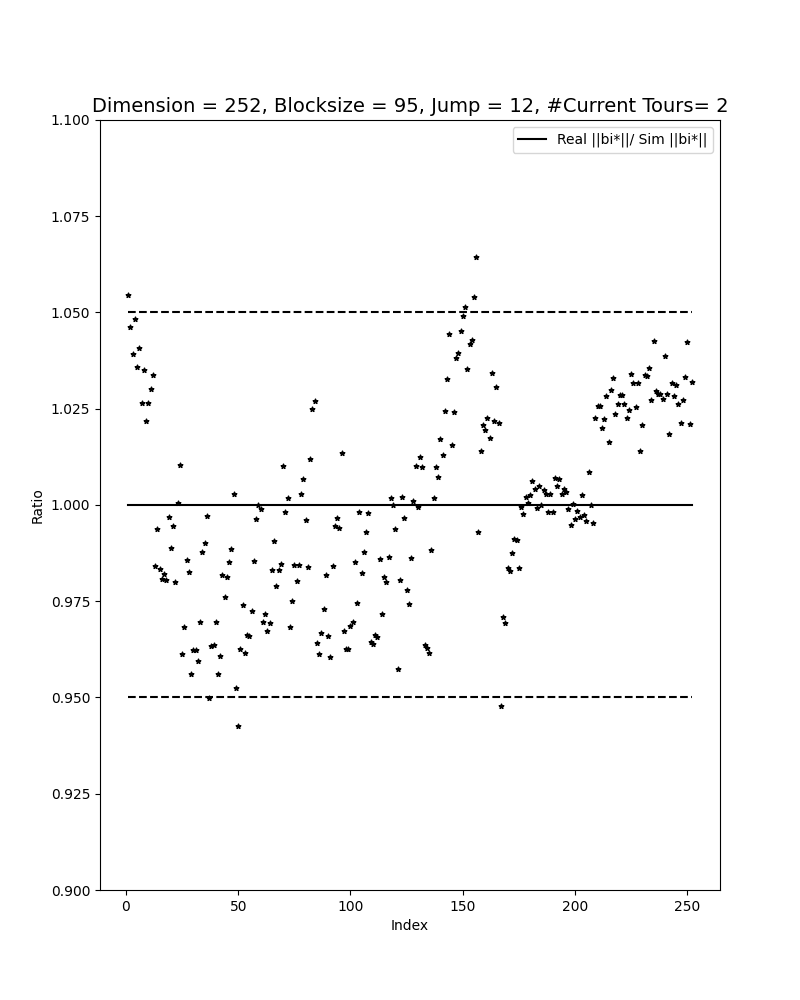 Dimension = 252, Blocksize = 95, Jump = 12, #Current Tours= 2
Real ||bi*||/ Sim ||bi*||
1.100
1.075
1.050
1.025
1.000
0.975
0.950
0.925
0.900
Ratio
0 50 100 150 200 250
Index